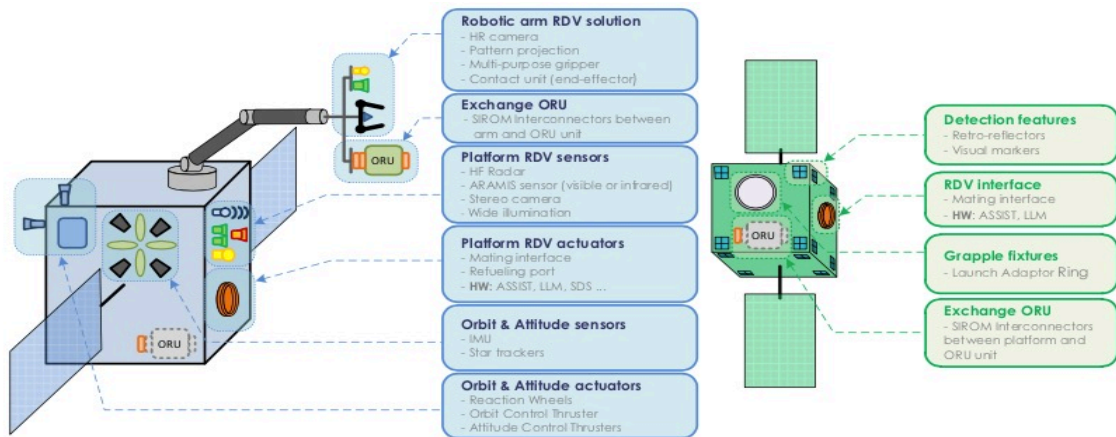 Robotic arm RDV solution
- HR camera
- Pattern projection
- Multi-purpose gripper
- Contact unit (end-effector)
Exchange ORU
- SIROM Interconnectors between
arm and ORU unit
Platform RDV sensors
- HF Radar
- ARAMIS sensor (visible or infrared)
- Stereo camera
- Wide illumination
Platform RDV actuators
- Mating interface
- Refueling port
- HW: ASSIST, LLM, SDS ...
Orbit & Attitude sensors
- IMU
- Star trackers
Orbit & Attitude actuators
- Reaction Wheels
- Orbit Control Thruster
- Attitude Control Thrusters
ORU
ORU
ORU
Detection features
- Retro-reflectors
- Visual markers
RDV interface
- Mating interface
- HW: ASSIST, LLM
Grapple fixtures
- Launch Adaptor Ring
Exchange ORU
- SIROM Interconnectors
between platform and
ORU unit